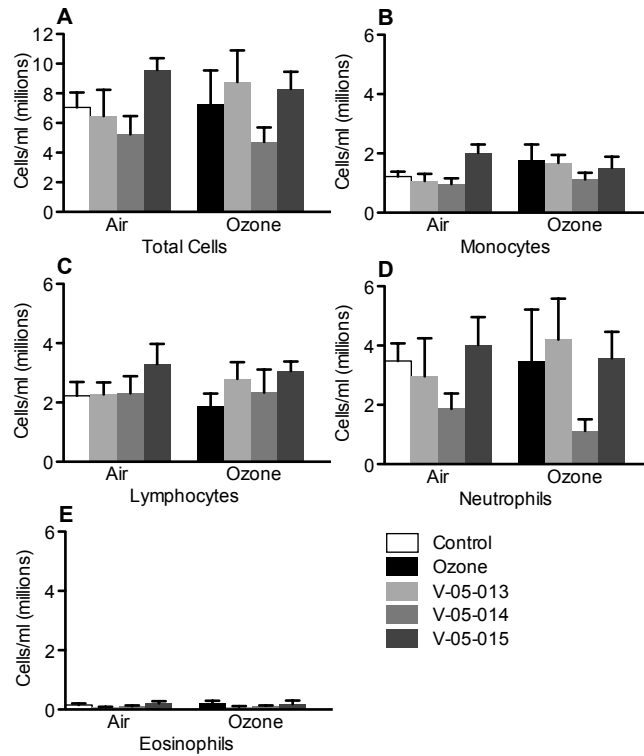 A
12
10
8
6
4
2
0
Cells/ml (millions)
Air
Ozone
Total Cells
B
6
4
2
0
Cells/ml (millions)
Air
Ozone
Monocytes
C
6
4
2
0
Cells/ml (millions)
Air
Ozone
Lymphocytes
D
6
4
2
0
Cells/ml (millions)
Air
Ozone
Neutrophils
E
6
4
2
0
Cells/ml (millions)
Air
Ozone
Eosinophils
Control
Ozone
V-05-013
V-05-014
V-05-015